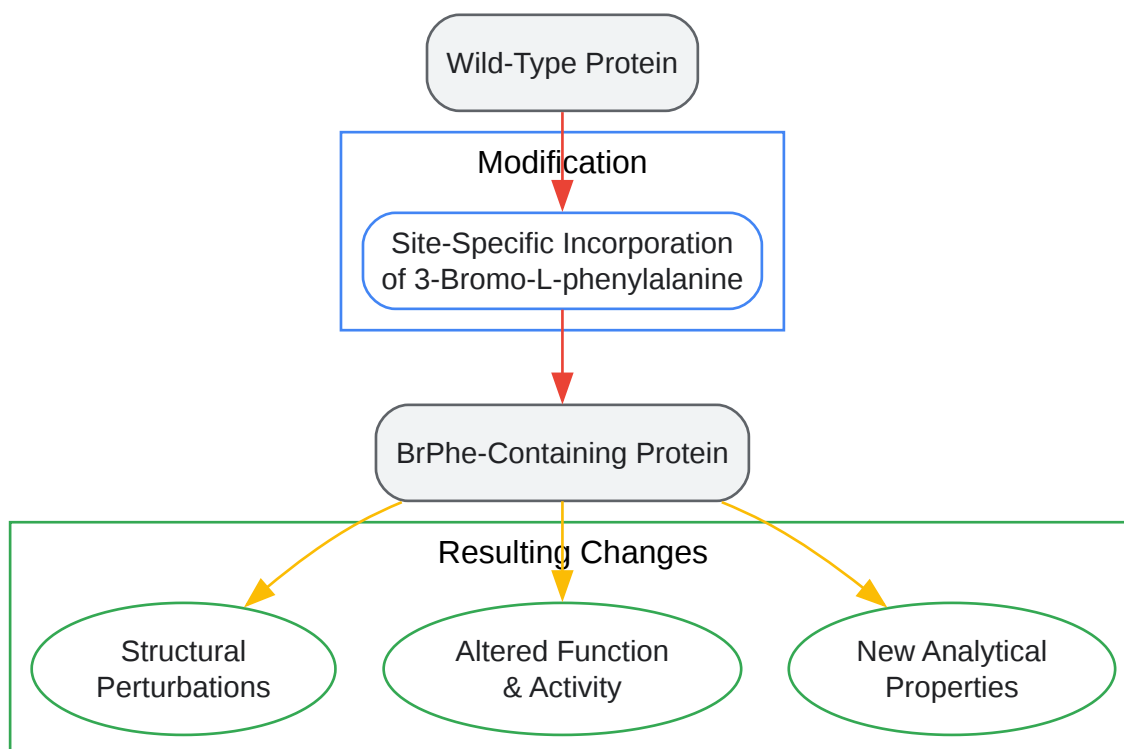 Wild-Type Protein
Modification
Site-Specific Incorporation
of 3-Bromo-L-phenylalanine
BrPhe-Containing Protein
Resulting Changes
Structural
Perturbations
Altered Function
& Activity
New Analytical
Properties